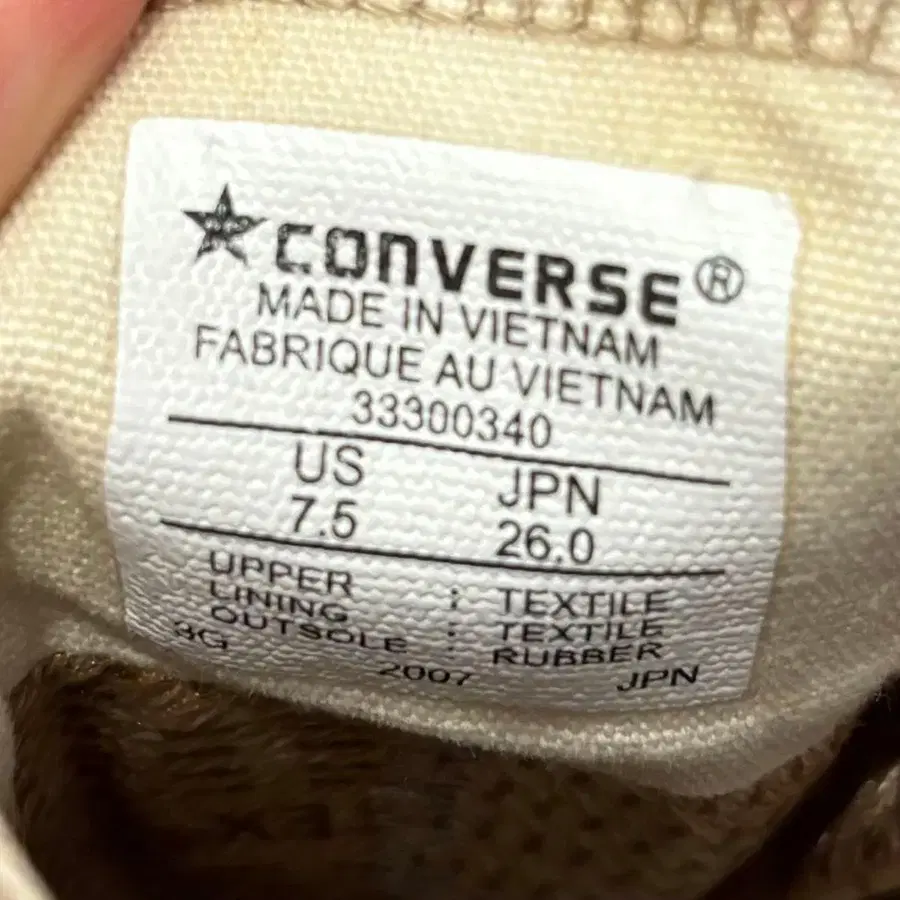 CONVERSE®
MADE IN VIETNAM
FABRIQUE AU VIETNAM
33300340
US JPN
7.5 26.0
UPPER : TEXTILE
LINING : TEXTILE
OUTSOLE : RUBBER
3G 2007 JPN